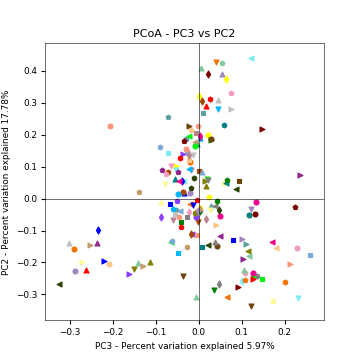 PCoA - PC3 vs PC2
PC2 - Percent variation explained 17.78%
0.4
0.3
0.2
0.1
0.0
−0.1
−0.2
−0.3
−0.3 −0.2 −0.1 0.0 0.1 0.2
PC3 - Percent variation explained 5.97%